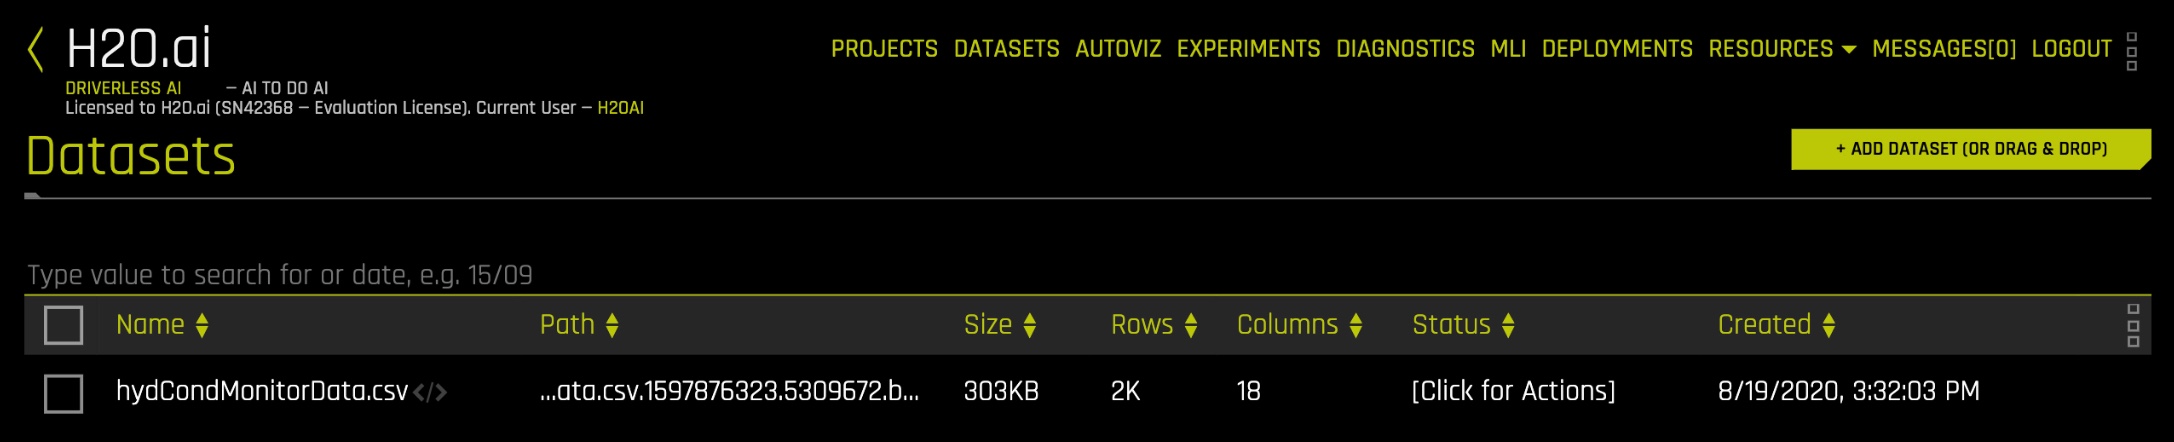 H2O.ai
PROJECTS DATASETS AUTOVIZ EXPERIMENTS DIAGNOSTICS MLI DEPLOYMENTS RESOURCES MESSAGES[0] LOGOUT
DRIVERLESS AI — AI TO DO AI
Licensed to H2O.ai (SN42368 — Evaluation License). Current User — H2OAI
Datasets
+ ADD DATASET (OR DRAG & DROP)
Type value to search for or date, e.g. 15/09
Name Path Size Rows Columns Status Created
hydCondMonitorData.csv </> ...ata.csv.1597876323.5309672.b... 303KB 2K 18 [Click for Actions] 8/19/2020, 3:32:03 PM